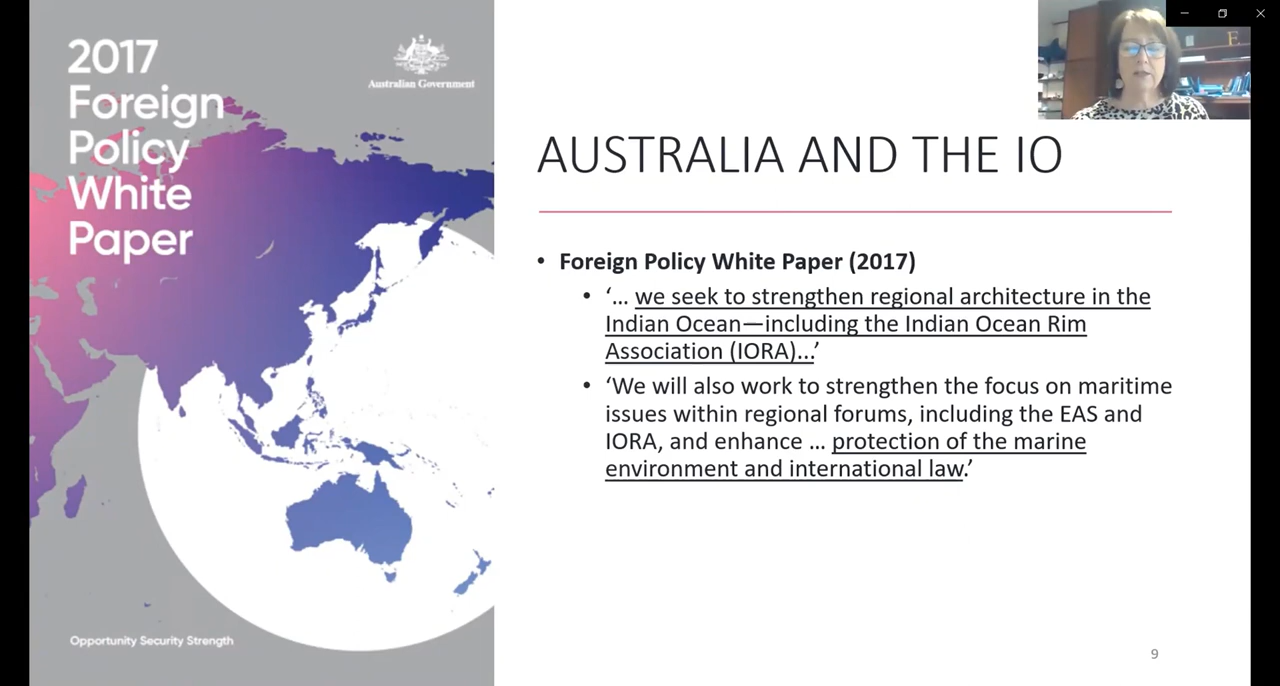 2017
Foreign
Policy
White
Paper
Australian Government
Opportunity Security Strength
E
AUSTRALIA AND THE IO
• Foreign Policy White Paper (2017)
• ‘… we seek to strengthen regional architecture in the
Indian Ocean—including the Indian Ocean Rim
Association (IORA)...’
• ‘We will also work to strengthen the focus on maritime
issues within regional forums, including the EAS and
IORA, and enhance … protection of the marine
environment and international law.’
9